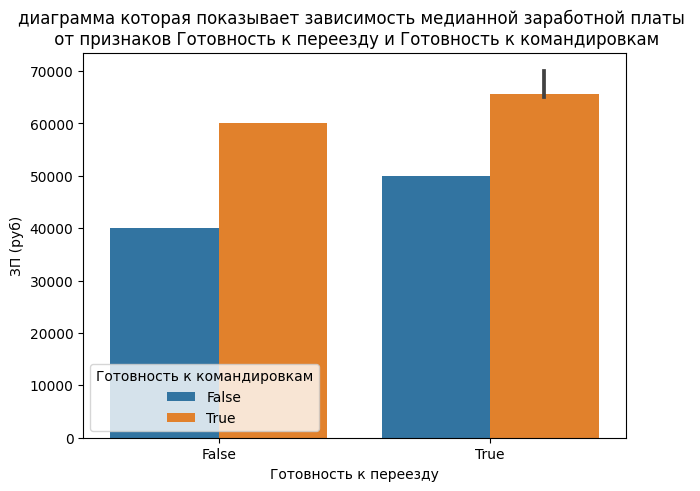 диаграмма которая показывает зависимость медианной заработной платы
от признаков Готовность к переезду и Готовность к командировкам
70000
60000
50000
40000
30000
20000
10000
0
ЗП (руб)
Готовность к командировкам
False
True
False
True
Готовность к переезду